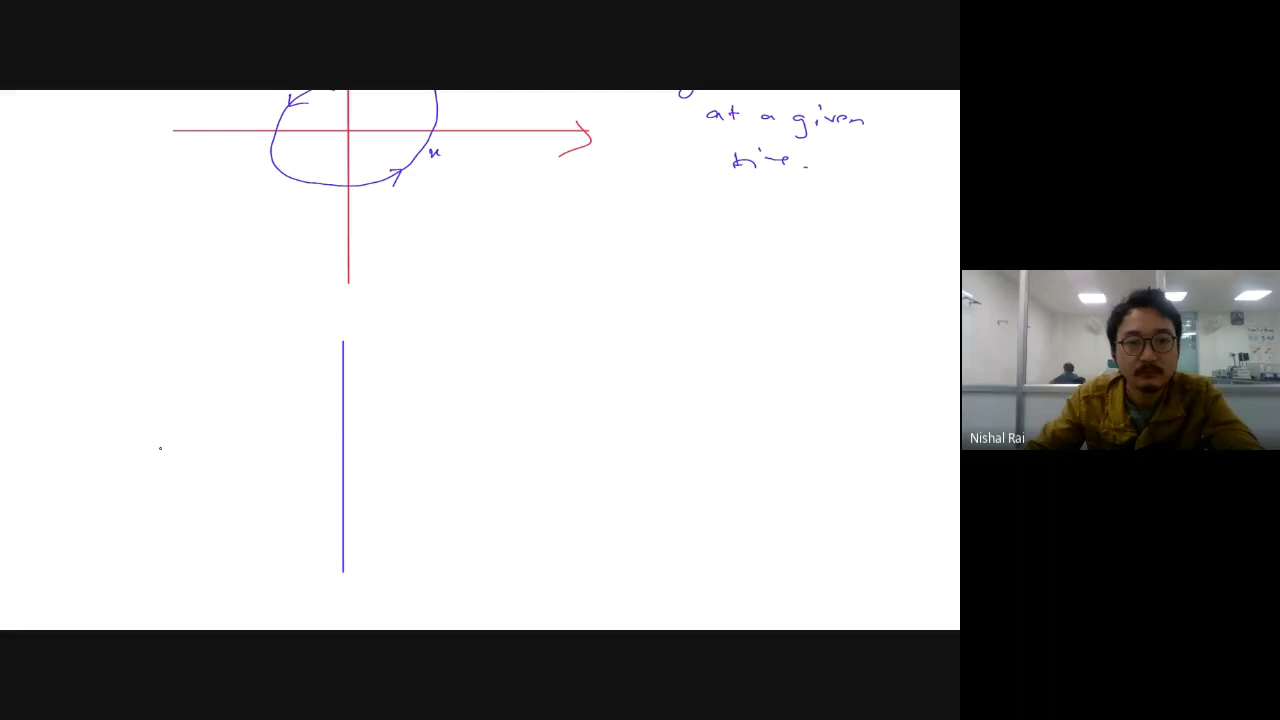 at a given
time.
x
Nishal Rai